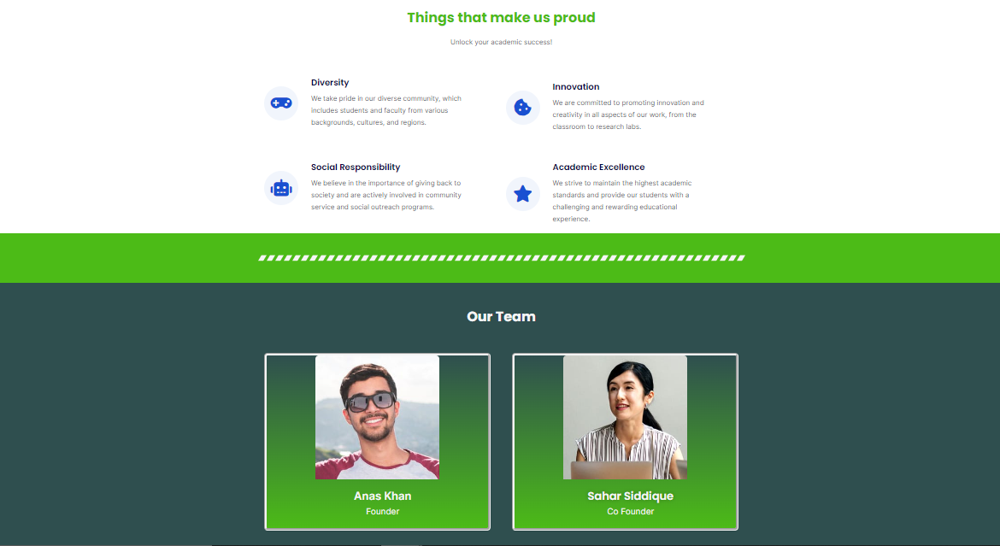 Things that make us proud
Unlock your academic success!
Diversity
We take pride in our diverse community, which
includes students and faculty from various
backgrounds, cultures, and regions.
Innovation
We are committed to promoting innovation and
creativity in all aspects of our work, from the
classroom to research labs.
Social Responsibility
We believe in the importance of giving back to
society and are actively involved in community
service and social outreach programs.
Academic Excellence
We strive to maintain the highest academic
standards and provide our students with a
challenging and rewarding educational
experience.
Our Team
Anas Khan
Founder
Sahar Siddique
Co Founder